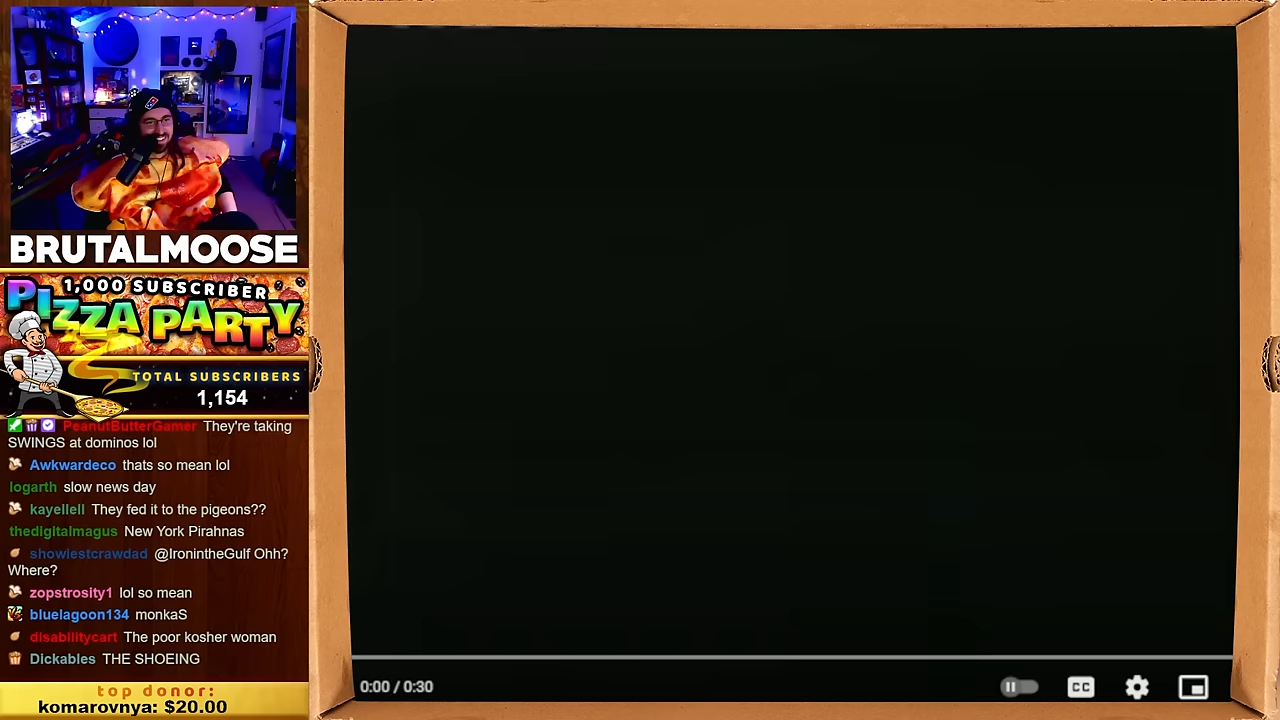 BRUTALMOOSE
1,000 SUBSCRIBER
PIZZA PARTY
TOTAL SUBSCRIBERS
1,154
PeanutButterGamer They're taking
SWINGS at dominos lol
Awkwardeco thats so mean lol
logarth slow news day
kayellell They fed it to the pigeons??
thedigitalmagus New York Pirahnas
showiestcrawdad @IronintheGulf Ohh?
Where?
zopstrosity1 lol so mean
bluelagoon134 monkaS
disabilitycart The poor kosher woman
Dickables THE SHOEING
top donor:
komarovnya: $20.00
0:00 / 0:30
CC